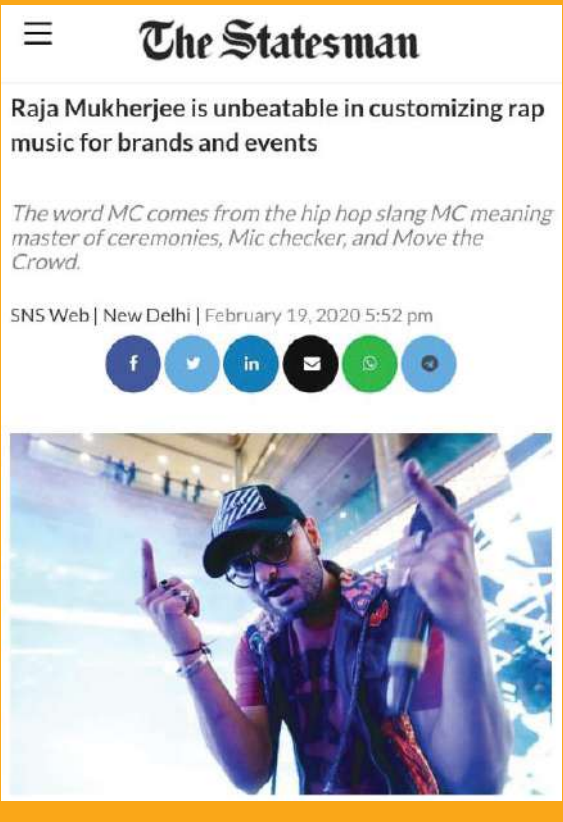 The Statesman
Raja Mukherjee is unbeatable in customizing rap
music for brands and events
The word MC comes from the hip hop slang MC meaning
master of ceremonies, Mic checker, and Move the
Crowd.
SNS Web | New Delhi | February 19, 2020 5:52 pm
f in